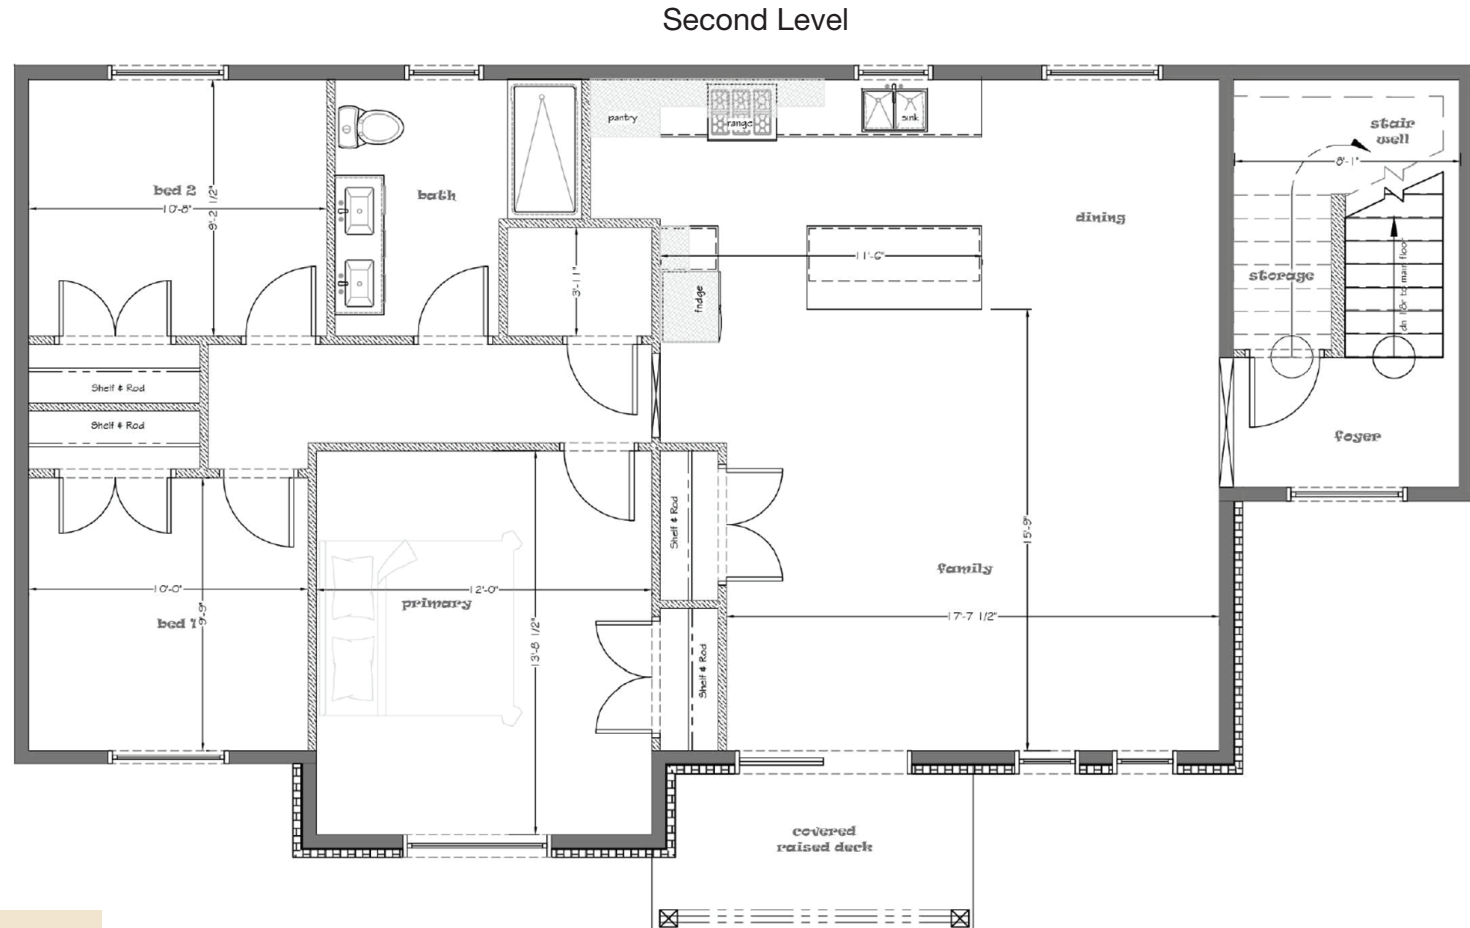 Second Level
pantry
range
sink
stair
well
8'-1"
bed 2
10'-8"
9'-2 1/2"
bath
dining
11'-6"
3'-11"
fridge
storage
dn 18r to main floor
foyer
Shelf & Rod
Shelf & Rod
Shelf & Rod
15'-9"
family
10'-0"
9'-9"
bed 1
12'-0"
primary
13'-8 1/2"
17'-7 1/2"
Shelf & Rod
covered
raised deck